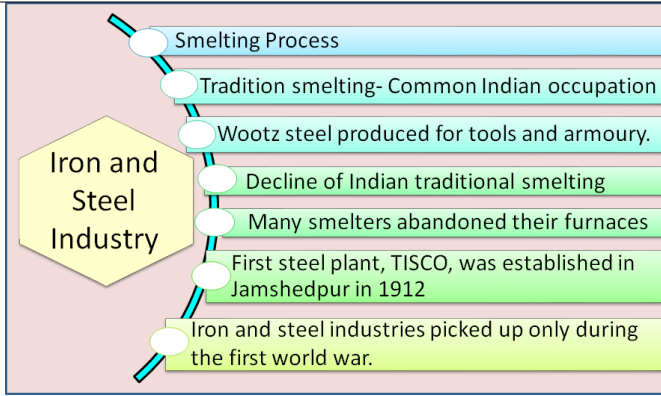 Iron and
Steel
Industry
Smelting Process
Tradition smelting- Common Indian occupation
Wootz steel produced for tools and armoury.
Decline of Indian traditional smelting
Many smelters abandoned their furnaces
First steel plant, TISCO, was established in
Jamshedpur in 1912
Iron and steel industries picked up only during
the first world war.